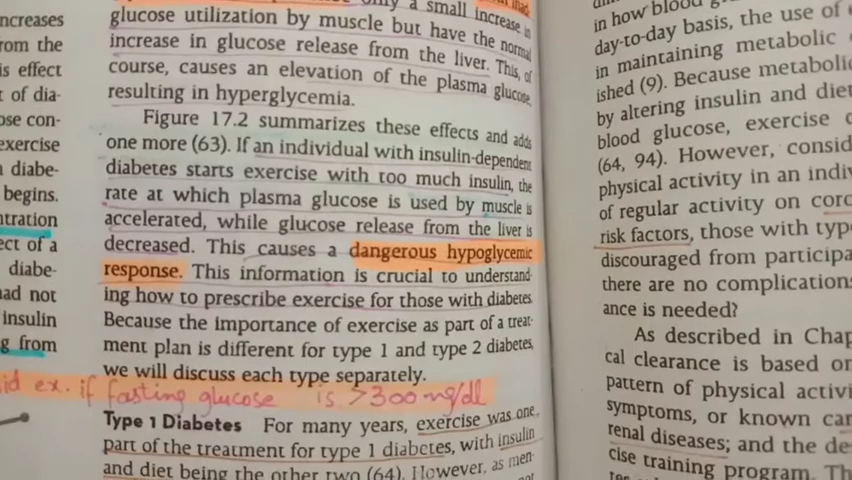 ncreases
rom the
is effect
t of dia-
ose con-
exercise
diabe-
begins.
ntration
ect of a
diabe-
ad not
insulin
g from
a small increase in
glucose utilization by muscle but have the normal
increase in glucose release from the liver. This, of
course, causes an elevation of the plasma glucose,
resulting in hyperglycemia.
Figure 17.2 summarizes these effects and adds
one more (63). If an individual with insulin-dependent
diabetes starts exercise with too much insulin, the
rate at which plasma glucose is used by muscle is
accelerated, while glucose release from the liver is
decreased. This causes a dangerous hypoglycemic
response. This information is crucial to understand-
ing how to prescribe exercise for those with diabetes.
Because the importance of exercise as part of a treat-
ment plan is different for type 1 and type 2 diabetes,
we will discuss each type separately.
ex. if fasting glucose is >300 mg/dl
Type 1 Diabetes For many years, exercise was one
part of the treatment for type 1 diabetes, with insulin
and diet being the other two (64). However, as men-
in how blood
day-to-day basis, the use of
in maintaining metabolic
ished (9). Because metabolic
by altering insulin and diet
blood glucose, exercise
(64, 94). However, consid
physical activity in an indiv
of regular activity on coro
risk factors, those with type
discouraged from participa
there are no complications
ance is needed?
As described in Chap
cal clearance is based on
pattern of physical activi
symptoms, or known car
renal diseases; and the de
cise training program. Th